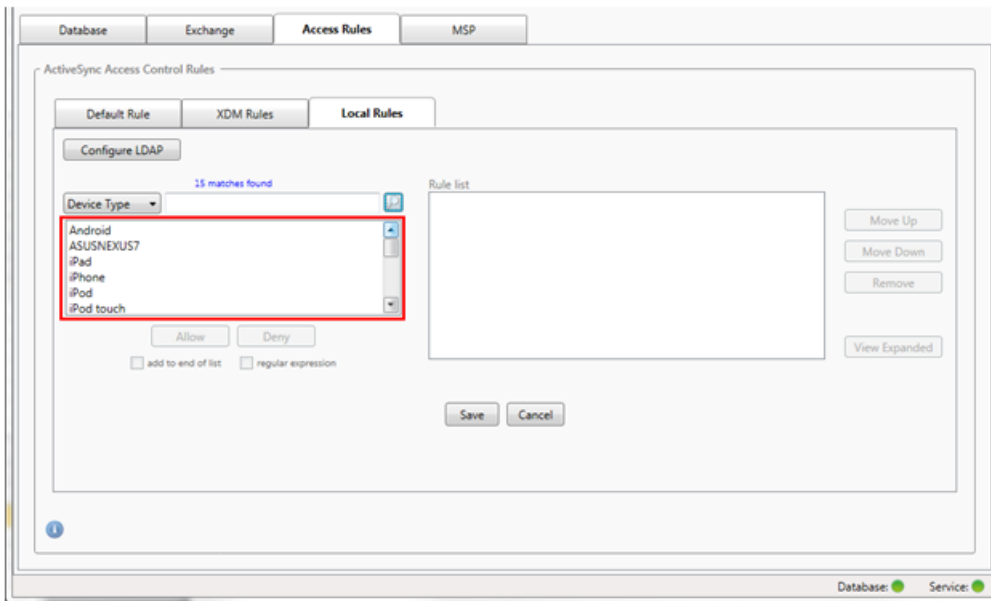 Database Exchange Access Rules MSP
ActiveSync Access Control Rules
Default Rule XDM Rules Local Rules
Configure LDAP
15 matches found
Rule list
Device Type
Android
ASUSNEXUS7
iPad
iPhone
iPod
iPod touch
Move Up
Move Down
Remove
View Expanded
Allow Deny
add to end of list regular expression
Save Cancel
Database: Service: